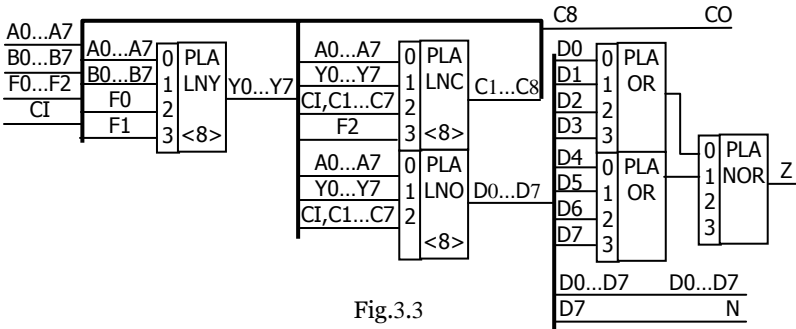 C8 CO
A0...A7
B0...B7
F0...F2
CI
A0...A7
B0...B7
F0
F1
0 PLA
1 LNY
2
3 <8>
Y0...Y7
A0...A7
Y0...Y7
CI,C1...C7
F2
0 PLA
1 LNC
2
3 <8>
C1...C8
A0...A7
Y0...Y7
CI,C1...C7
0 PLA
1 LNO
2
<8>
D0...D7
D0
D1
D2
D3
0 PLA
1 OR
2
3
D4
D5
D6
D7
0 PLA
1 OR
2
3
0 PLA
1 NOR
2
3
Z
D0...D7 D0...D7
D7 N
Fig.3.3